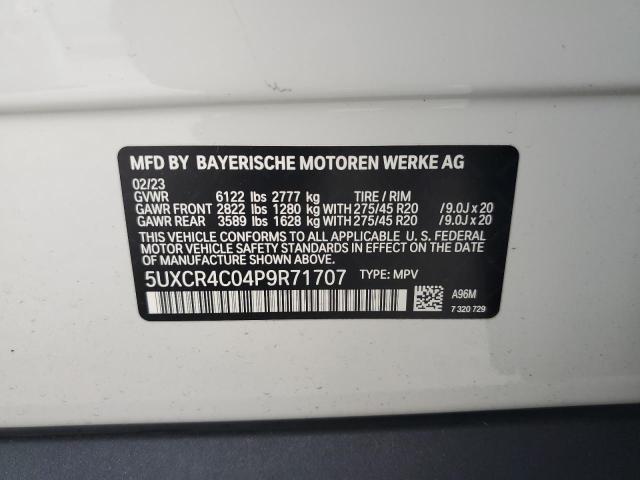 MFD BY BAYERISCHE MOTOREN WERKE AG
02/23
GVWR 6122 lbs 2777 kg TIRE / RIM
GAWR FRONT 2822 lbs 1280 kg WITH 275/45 R20 /9.0J x 20
GAWR REAR 3589 lbs 1628 kg WITH 275/45 R20 /9.0J x 20
THIS VEHICLE CONFORMS TO ALL APPLICABLE U. S. FEDERAL
MOTOR VEHICLE SAFETY STANDARDS IN EFFECT ON THE DATE
OF MANUFACTURE SHOWN ABOVE.
5UXCR4C04P9R71707 TYPE: MPV
A96M
7 320 729